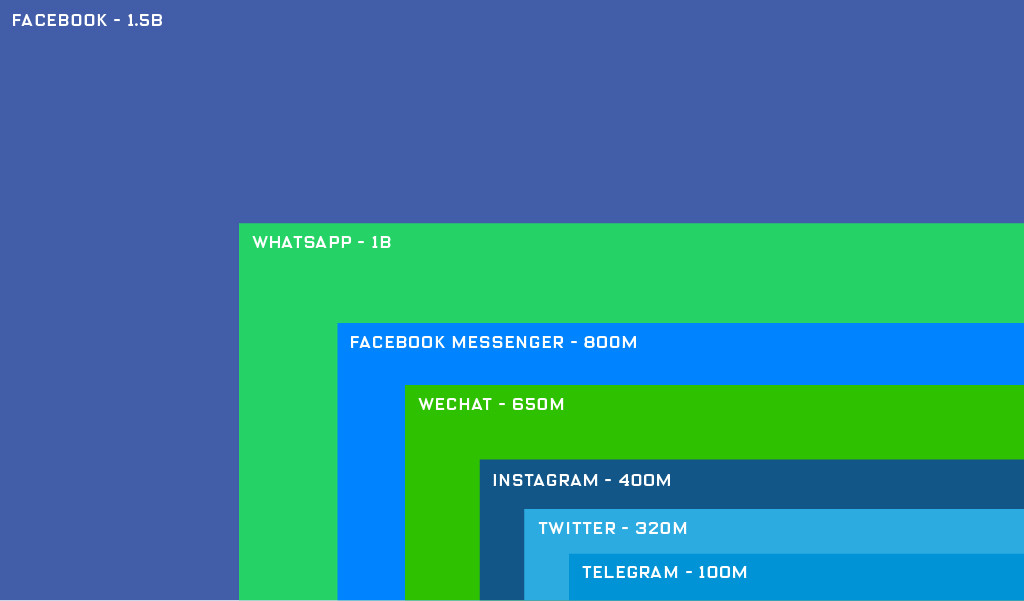 FACEBOOK - 1.5B
WHATSAPP - 1B
FACEBOOK MESSENGER - 800M
WECHAT - 650M
INSTAGRAM - 400M
TWITTER - 320M
TELEGRAM - 100M